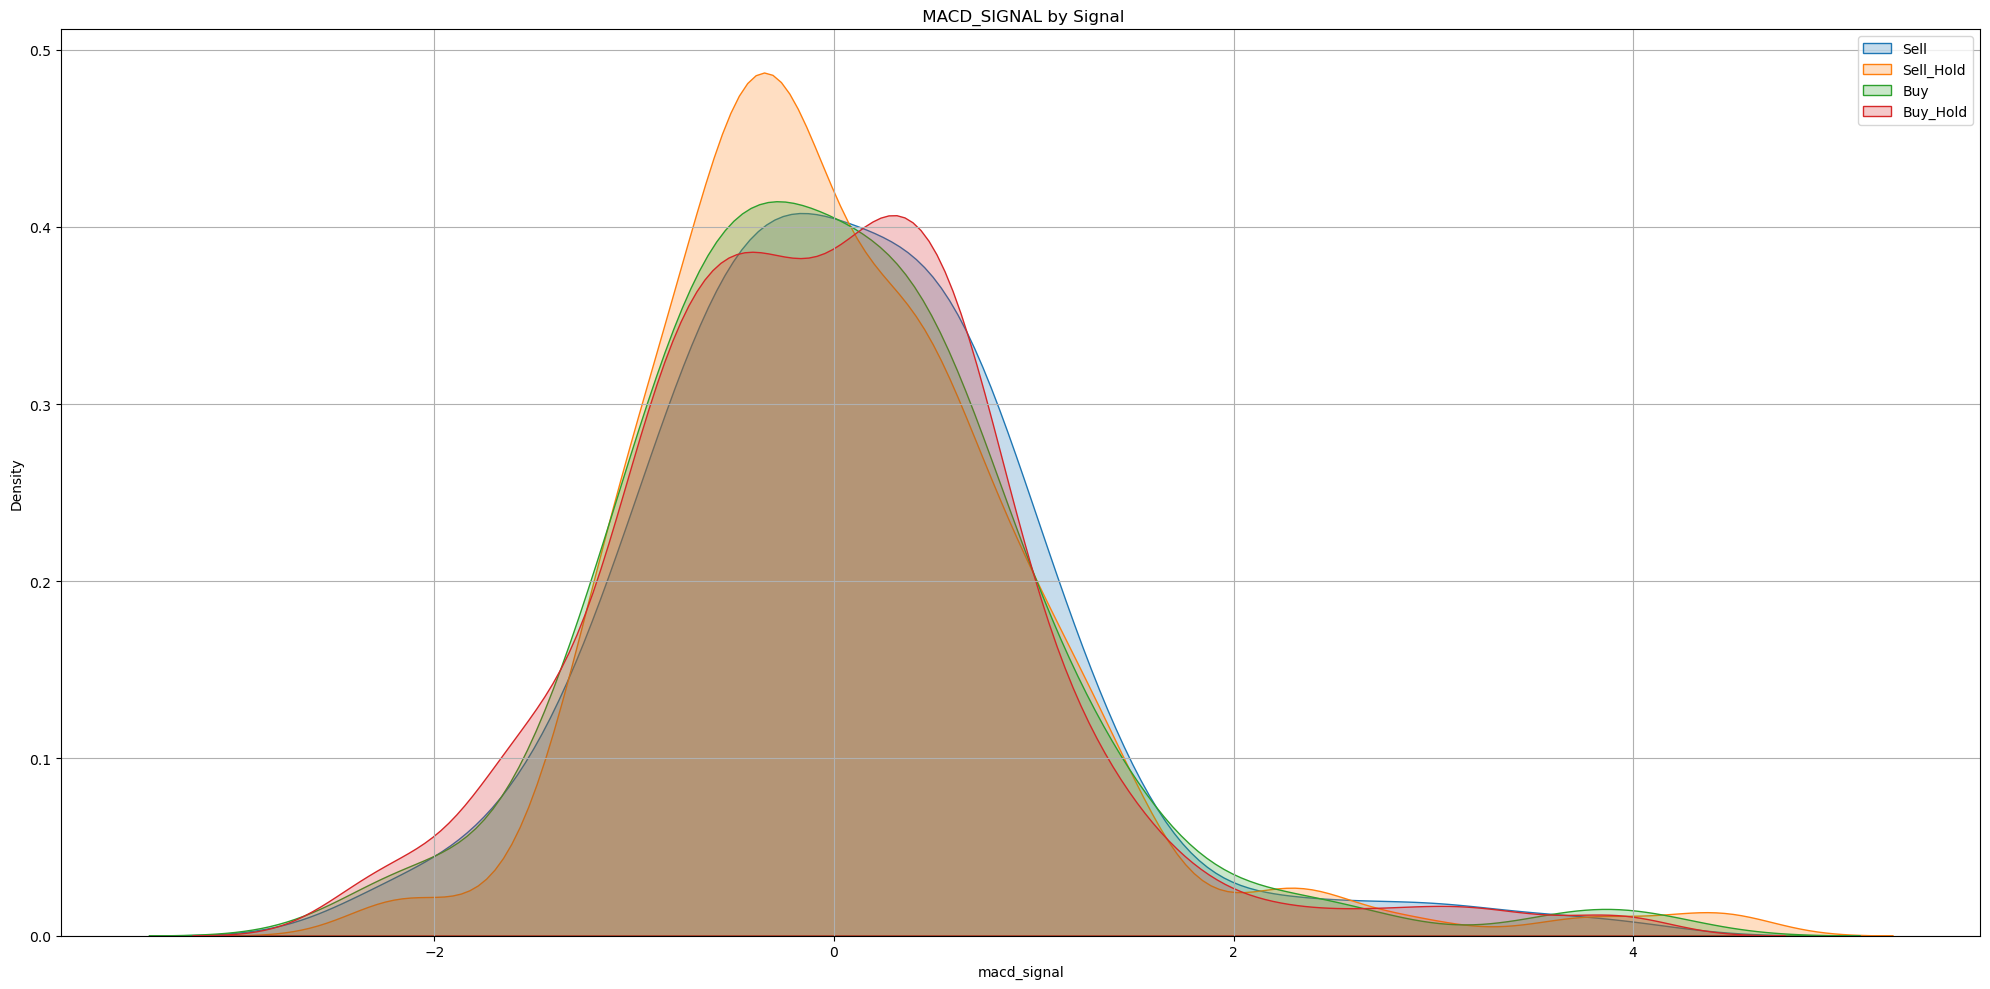 MACD_SIGNAL by Signal
Sell
Sell_Hold
Buy
Buy_Hold
Density
0.5
0.4
0.3
0.2
0.1
0.0
−2
0
2
4
macd_signal